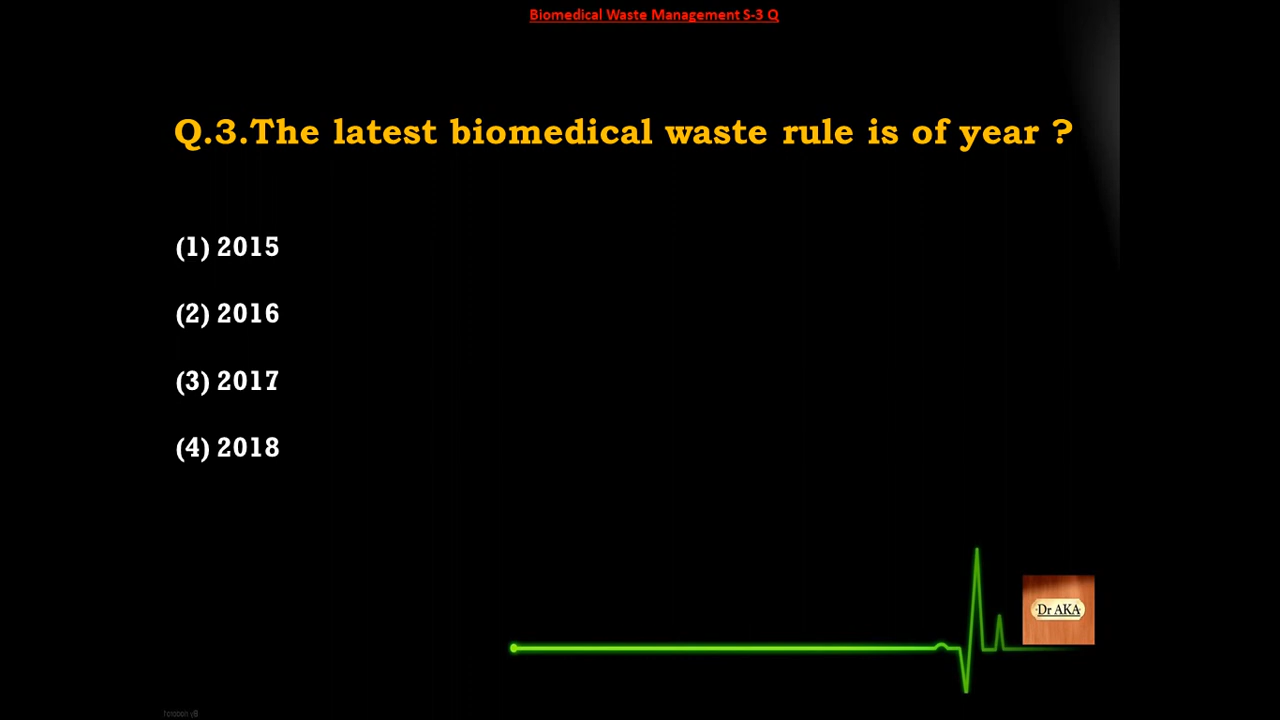 Biomedical Waste Management S-3 Q
Q.3.The latest biomedical waste rule is of year ?
(1) 2015
(2) 2016
(3) 2017
(4) 2018
Dr AKA